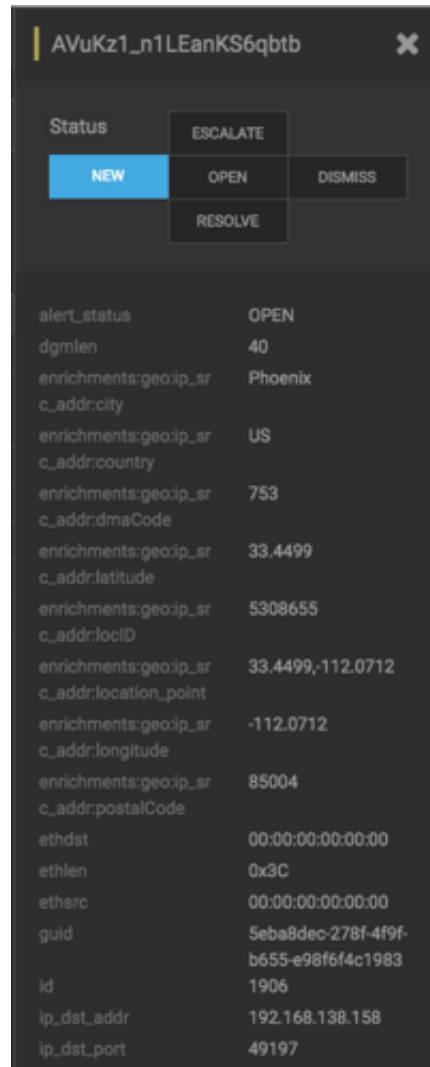 AVuKz1_n1LEanKS6qbtb
Status
ESCALATE
NEW OPEN DISMISS
RESOLVE
alert_status OPEN
dgmlen 40
enrichments:geo:ip_sr Phoenix
c_addr:city
enrichments:geo:ip_sr US
c_addr:country
enrichments:geo:ip_sr 753
c_addr:dmaCode
enrichments:geo:ip_sr 33.4499
c_addr:latitude
enrichments:geo:ip_sr 5308655
c_addr:locID
enrichments:geo:ip_sr 33.4499,-112.0712
c_addr:location_point
enrichments:geo:ip_sr -112.0712
c_addr:longitude
enrichments:geo:ip_sr 85004
c_addr:postalCode
ethdst 00:00:00:00:00:00
ethlen 0x3C
ethsrc 00:00:00:00:00:00
guid 5eba8dec-278f-4f9f-
b655-e98f6f4c1983
id 1906
ip_dst_addr 192.168.138.158
ip_dst_port 49197